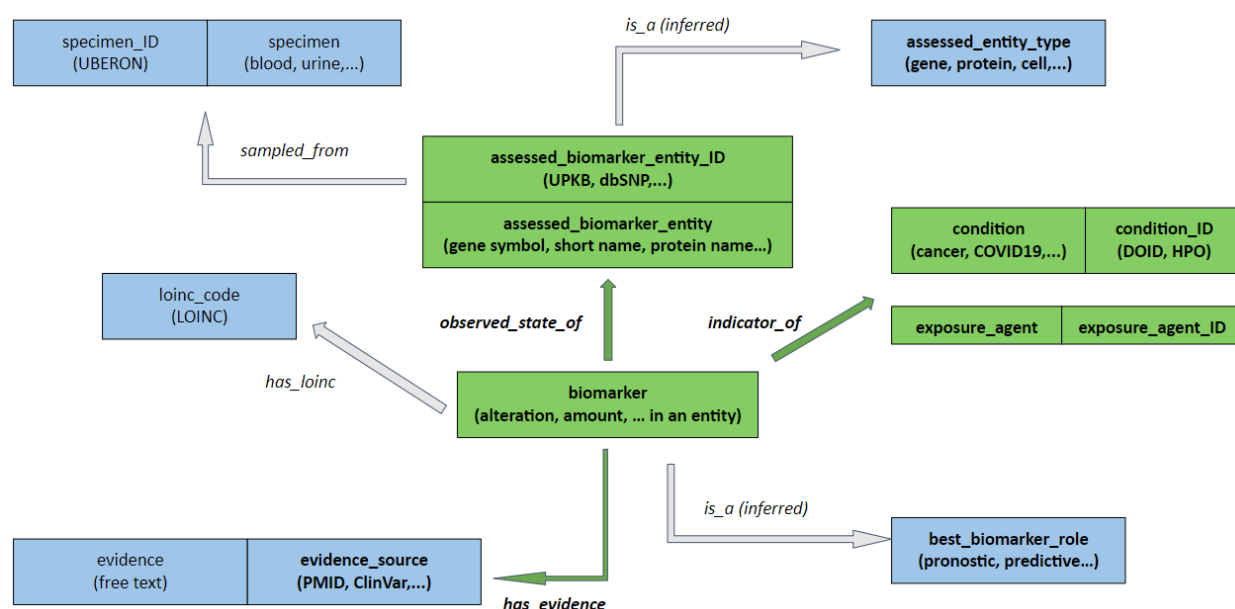 is_a (inferred)
specimen_ID
(UBERON)
specimen
(blood, urine,...)
assessed_entity_type
(gene, protein, cell,...)
sampled_from
assessed_biomarker_entity_ID
(UPKB, dbSNP,...)
assessed_biomarker_entity
(gene symbol, short name, protein name...)
condition
(cancer, COVID19,...)
condition_ID
(DOID, HPO)
loinc_code
(LOINC)
observed_state_of
indicator_of
exposure_agent
exposure_agent_ID
has_loinc
biomarker
(alteration, amount, ... in an entity)
is_a (inferred)
evidence
(free text)
evidence_source
(PMID, ClinVar,...)
best_biomarker_role
(pronostic, predictive...)
has_evidence